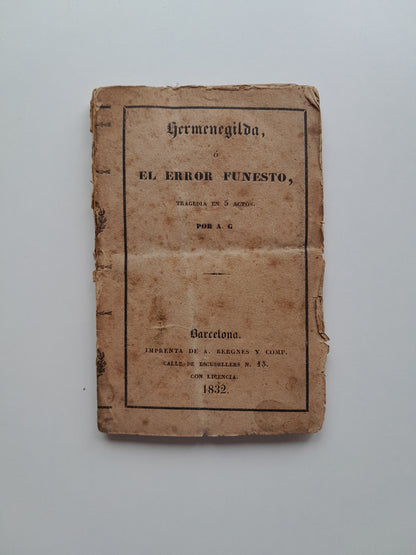 Hermenegilda,
ó
EL ERROR FUNESTO,
TRAGEDIA EN 5 ACTOS.
POR A. G
Barcelona.
IMPRENTA DE A. BERGNES Y COMP.
CALLE DE ESCUDELLERS N. 13.
CON LICENCIA.
1832.